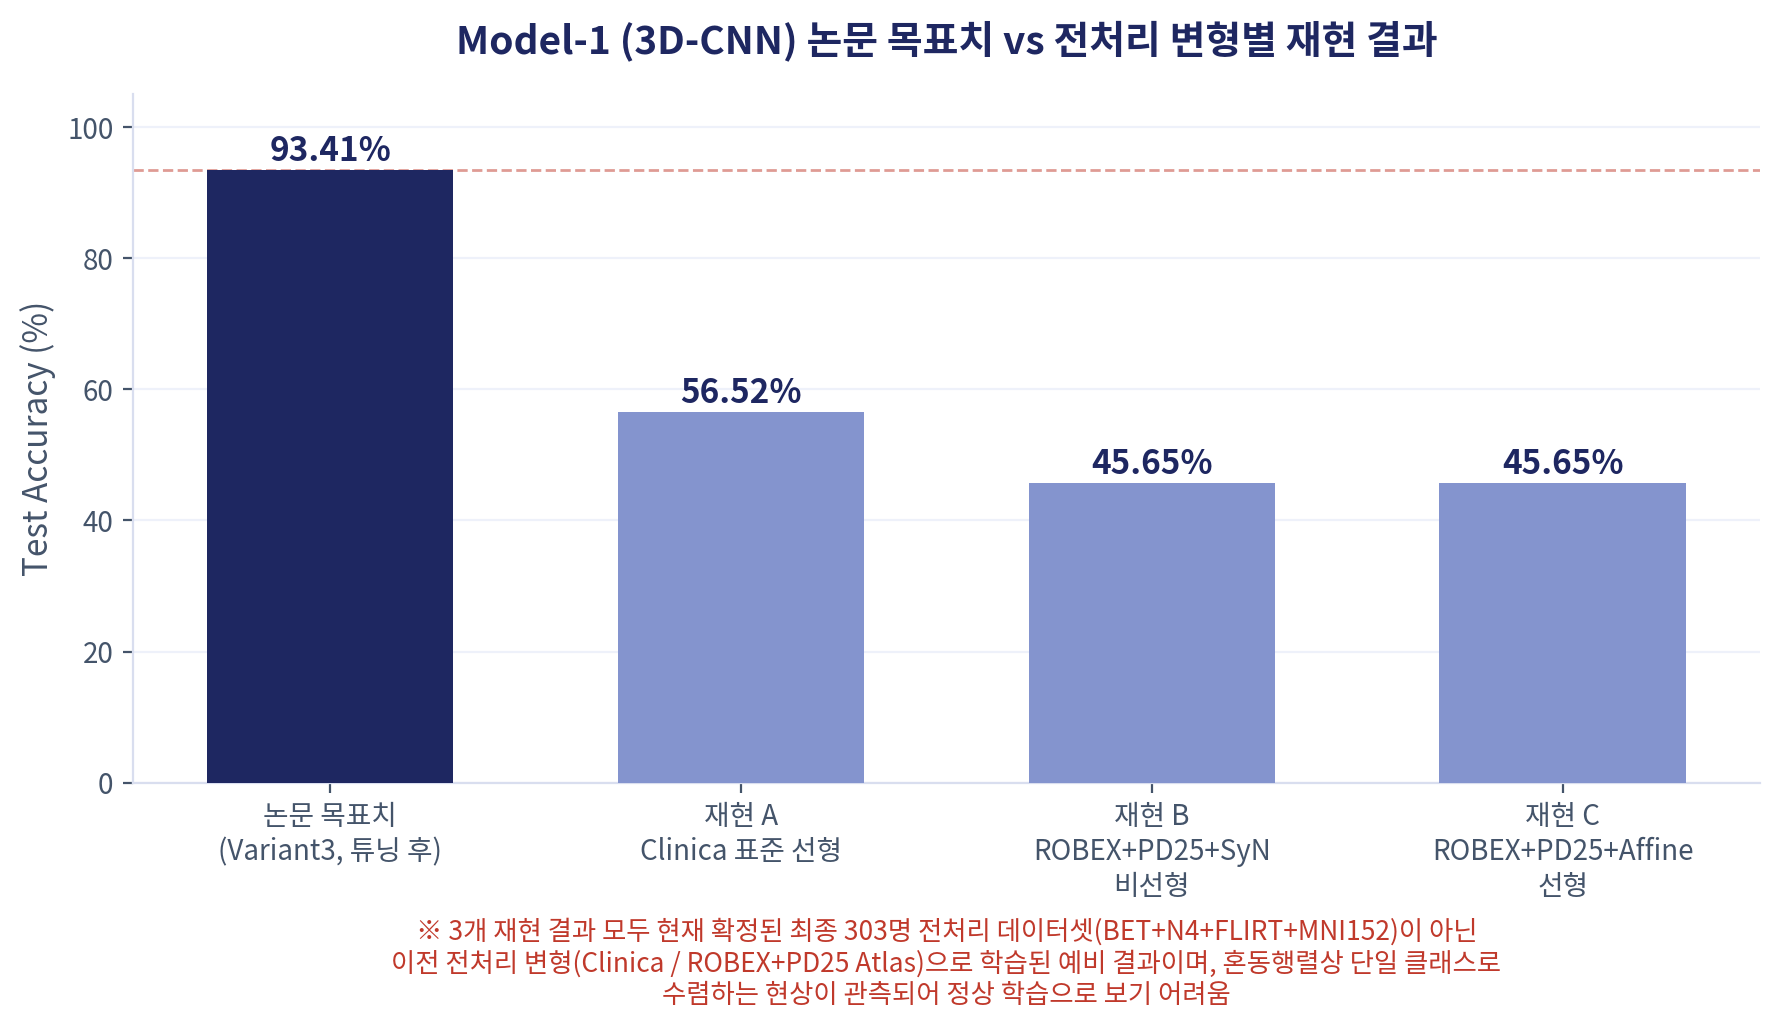 Model-1 (3D-CNN) 논문 목표치 vs 전처리 변형별 재현 결과
Test Accuracy (%)
100
80
60
40
20
0
93.41%
56.52%
45.65%
45.65%
논문 목표치
(Variant3, 튜닝 후)
재현 A
Clinica 표준 선형
재현 B
ROBEX+PD25+SyN
비선형
재현 C
ROBEX+PD25+Affine
선형
※ 3개 재현 결과 모두 현재 확정된 최종 303명 전처리 데이터셋(BET+N4+FLIRT+MNI152)이 아닌
이전 전처리 변형(Clinica / ROBEX+PD25 Atlas)으로 학습된 예비 결과이며, 혼동행렬상 단일 클래스로
수렴하는 현상이 관측되어 정상 학습으로 보기 어려움